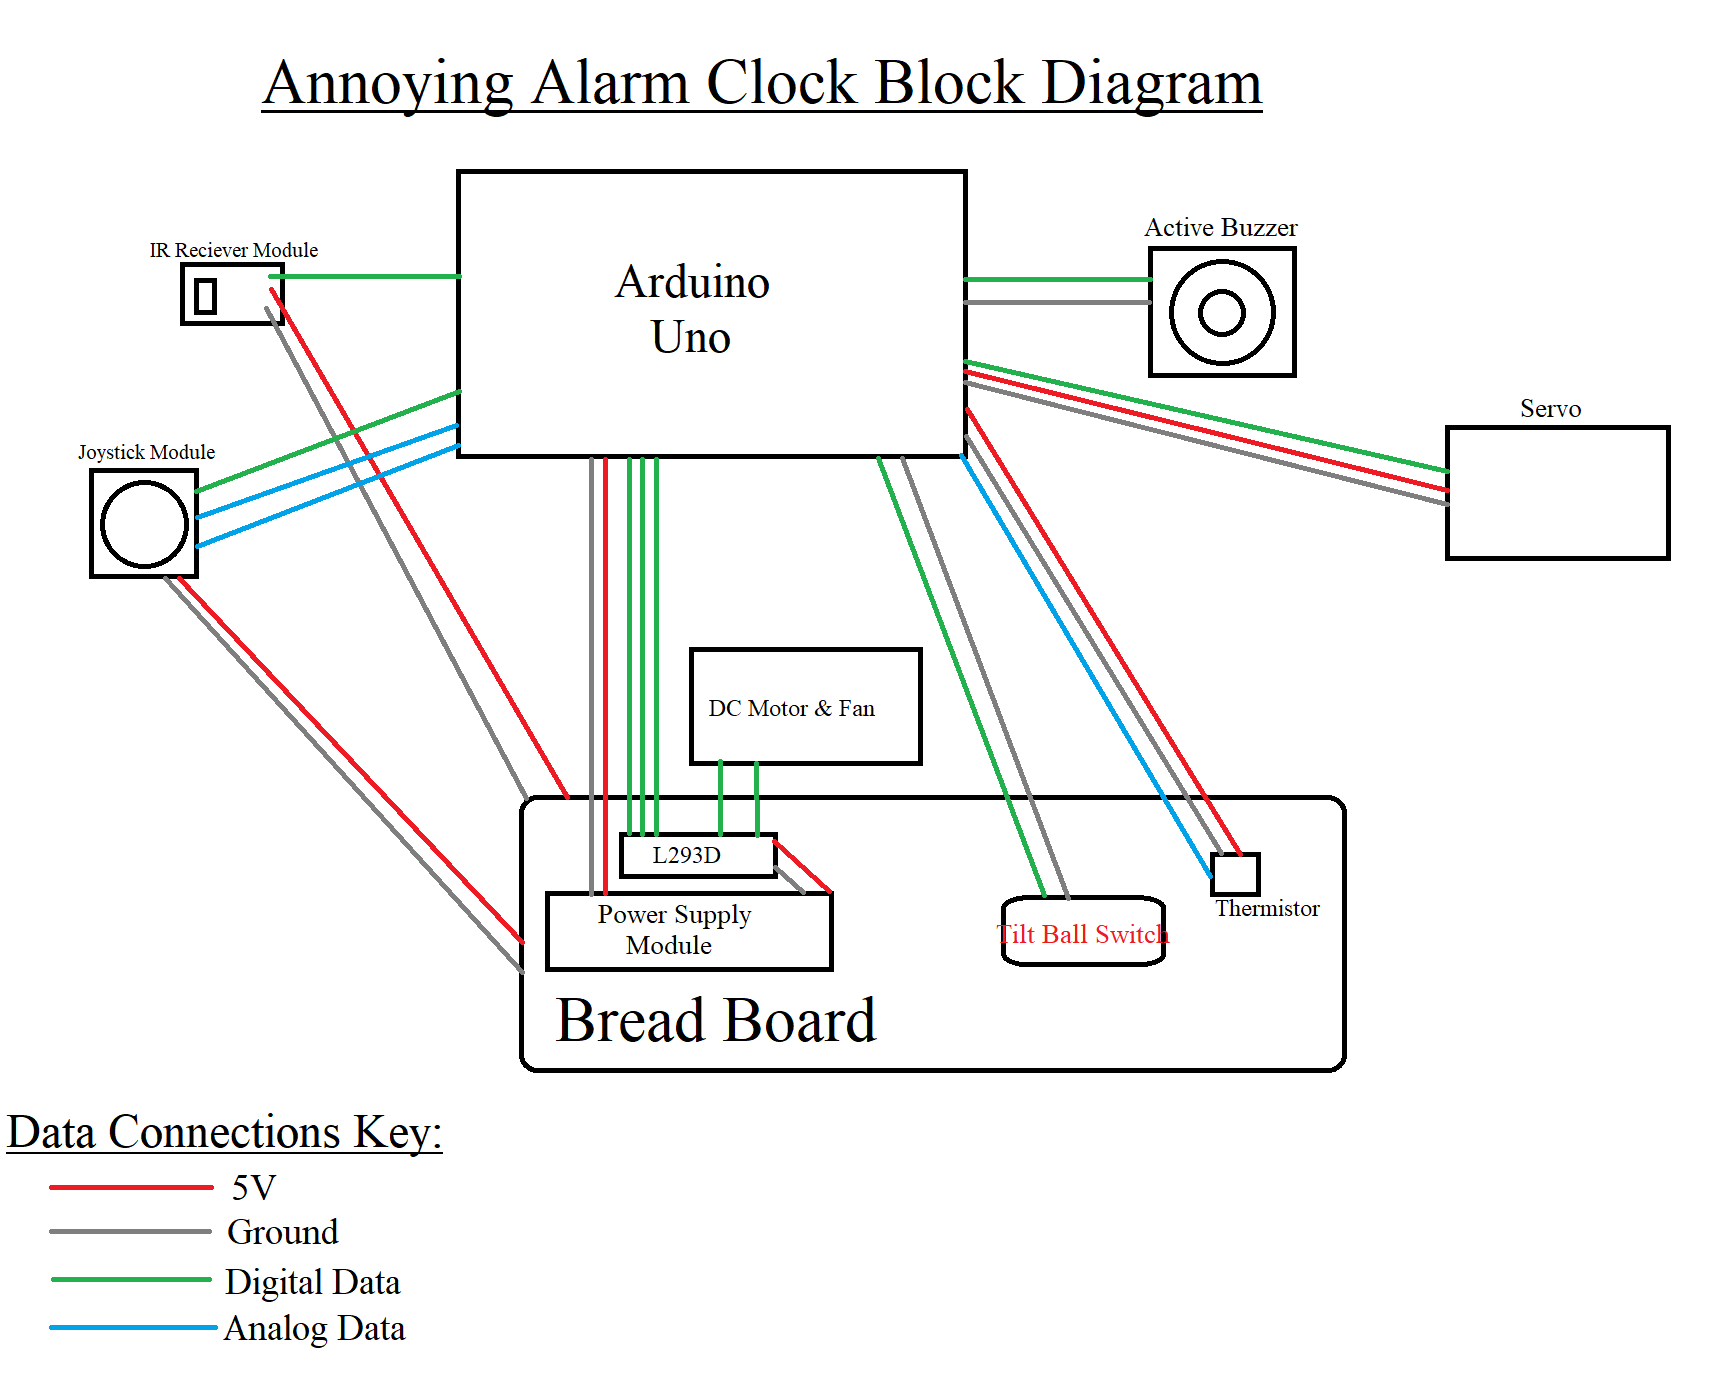 Annoying Alarm Clock Block Diagram
Active Buzzer
IR Reciever Module
Arduino
Uno
Servo
Joystick Module
DC Motor & Fan
L293D
Power Supply
Module
Thermistor
Tilt Ball Switch
Bread Board
Data Connections Key:
5V
Ground
Digital Data
Analog Data